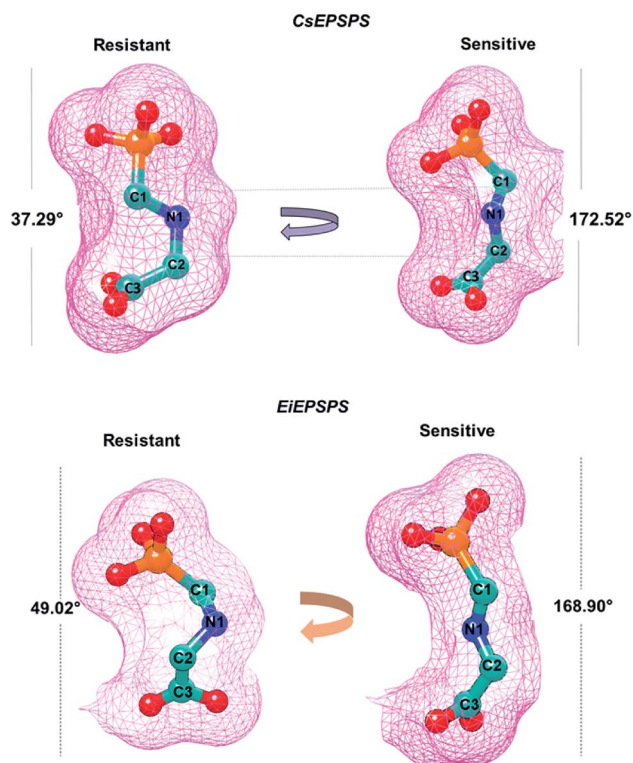 CsEPSPS
Resistant
Sensitive
37.29°
C1
N1
C2
C3
C1
N1
C2
C3
172.52°
EiEPSPS
Resistant
Sensitive
49.02°
C1
N1
C2
C3
C1
N1
C2
C3
168.90°